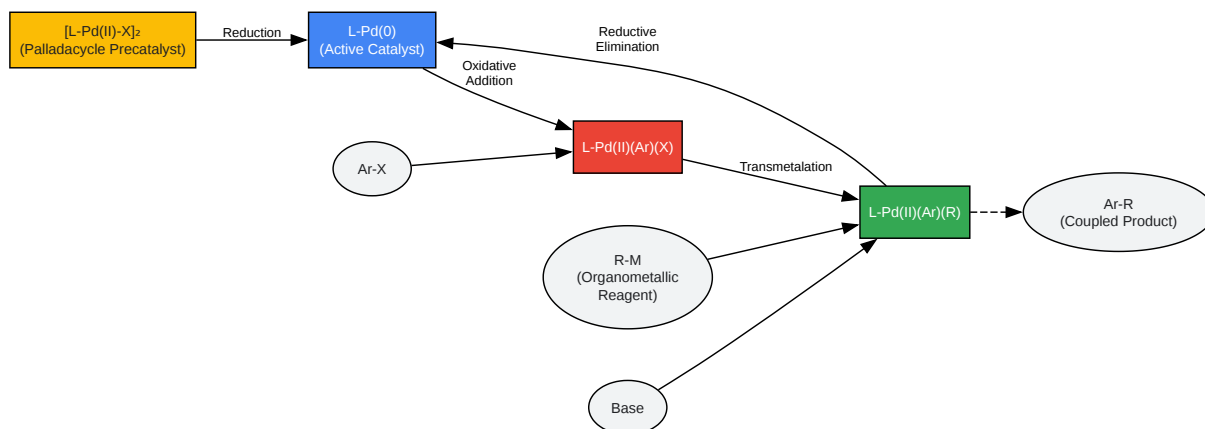 [L-Pd(II)-X]₂
(Palladacycle Precatalyst)
Reduction
L-Pd(0)
(Active Catalyst)
Reductive
Elimination
Oxidative
Addition
Ar-X
L-Pd(II)(Ar)(X)
Transmetalation
L-Pd(II)(Ar)(R)
Ar-R
(Coupled Product)
R-M
(Organometallic
Reagent)
Base